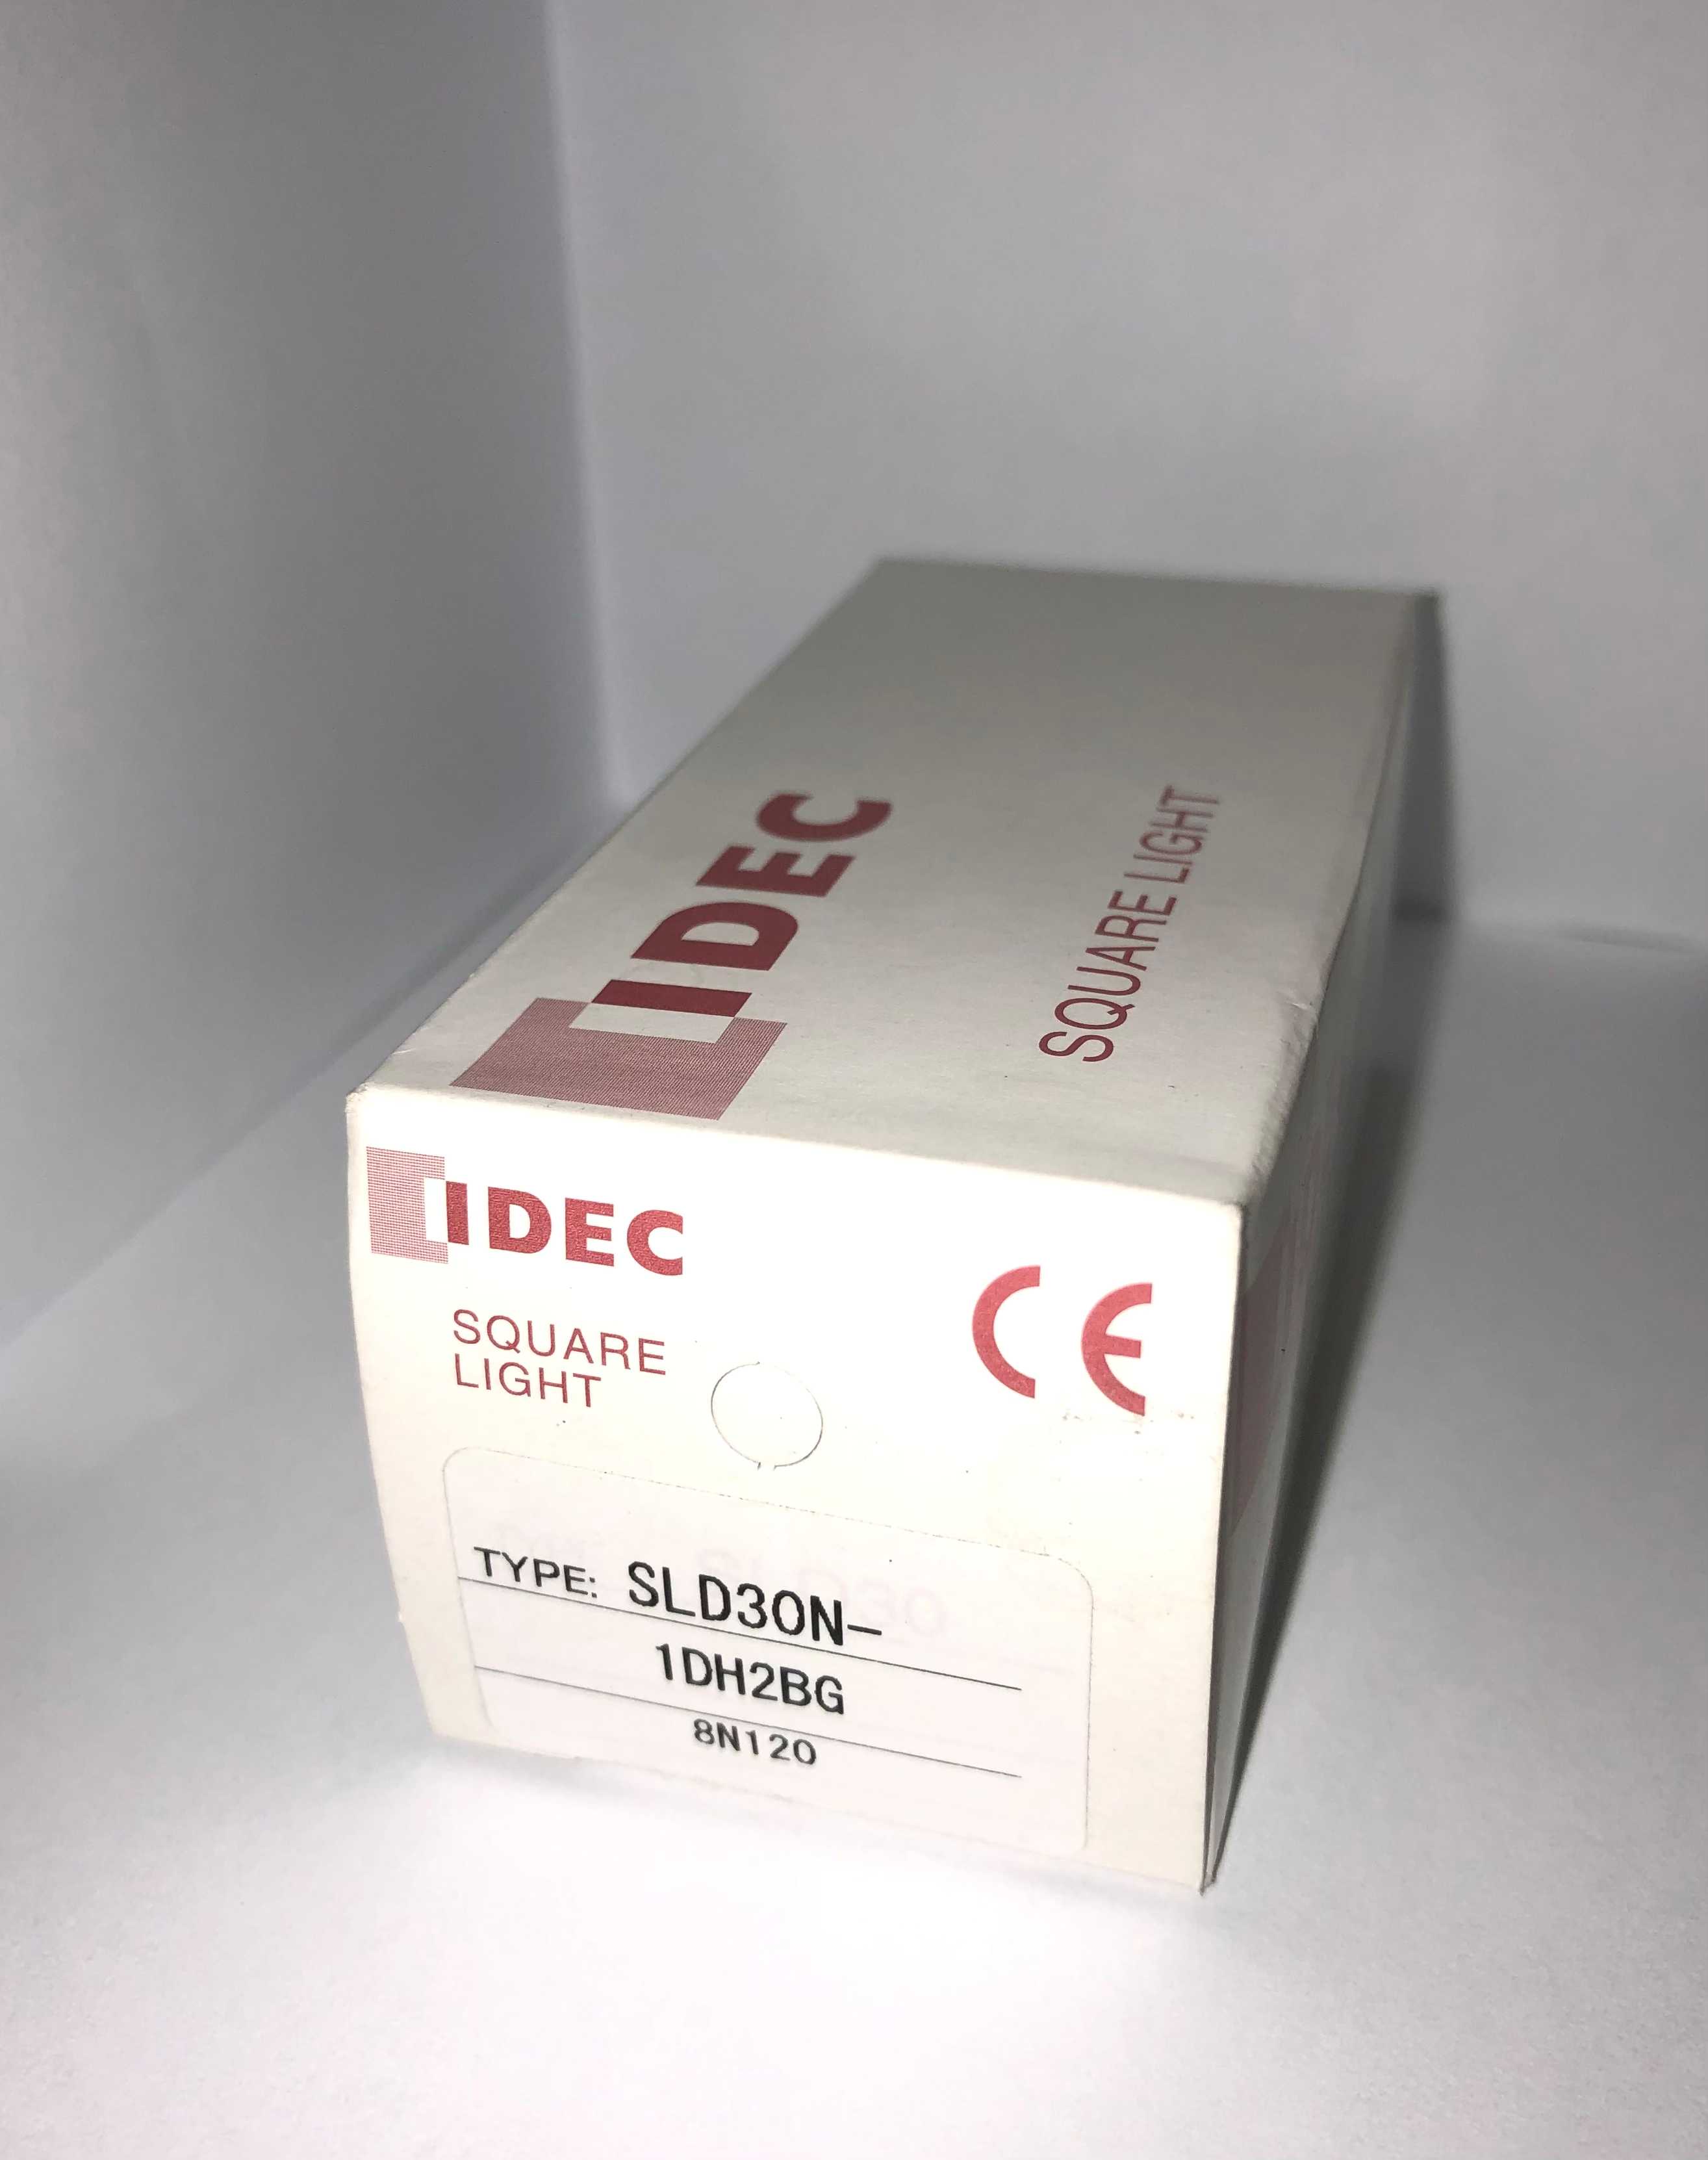 IDEC
SQUARE LIGHT
IDEC
SQUARE
LIGHT
CE
TYPE: SLD30N-
1DH2BG
8N120